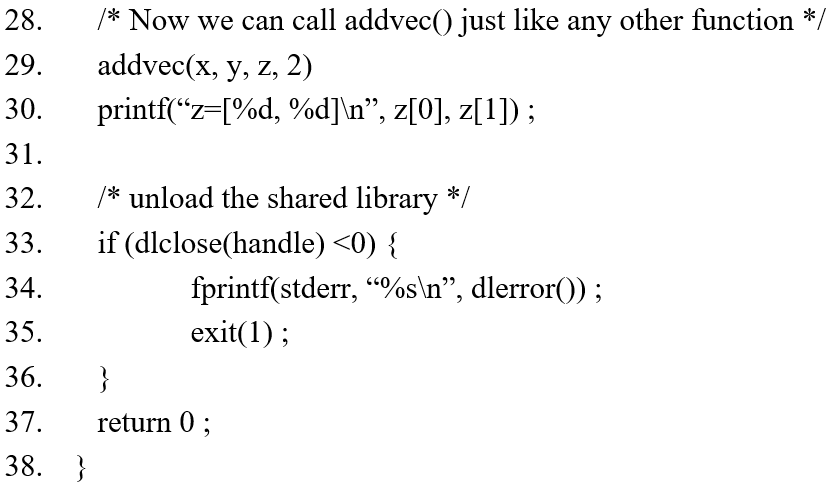 28. /* Now we can call addvec() just like any other function */
29. addvec(x, y, z, 2)
30. printf(“z=[%d, %d]\n”, z[0], z[1]) ;
31.
32. /* unload the shared library */
33. if (dlclose(handle) <0) {
34. fprintf(stderr, “%s\n”, dlerror()) ;
35. exit(1) ;
36. }
37. return 0 ;
38. }